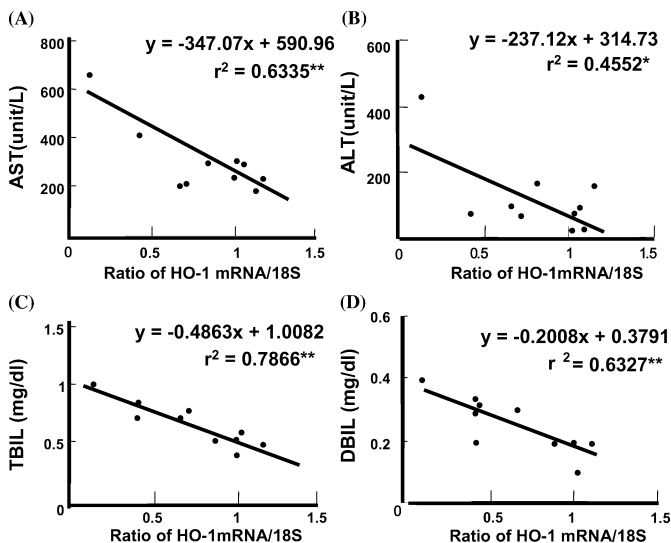 (A)
y = -347.07x + 590.96
r² = 0.6335**
AST(unit/L)
800
600
400
200
0
0.5
1
1.5
Ratio of HO-1 mRNA/18S
(B)
y = -237.12x + 314.73
r² = 0.4552*
ALT(unit/L)
600
400
200
0
0.5
1
1.5
Ratio of HO-1mRNA/18S
(C)
y = -0.4863x + 1.0082
r² = 0.7866**
TBIL (mg/dl)
1.5
1
0.5
0
0.5
1
1.5
Ratio of HO-1mRNA/18S
(D)
y = -0.2008x + 0.3791
r ² = 0.6327**
DBIL (mg/dl)
0.6
0.4
0.2
0
0.5
1
1.5
Ratio of HO-1 mRNA/18S